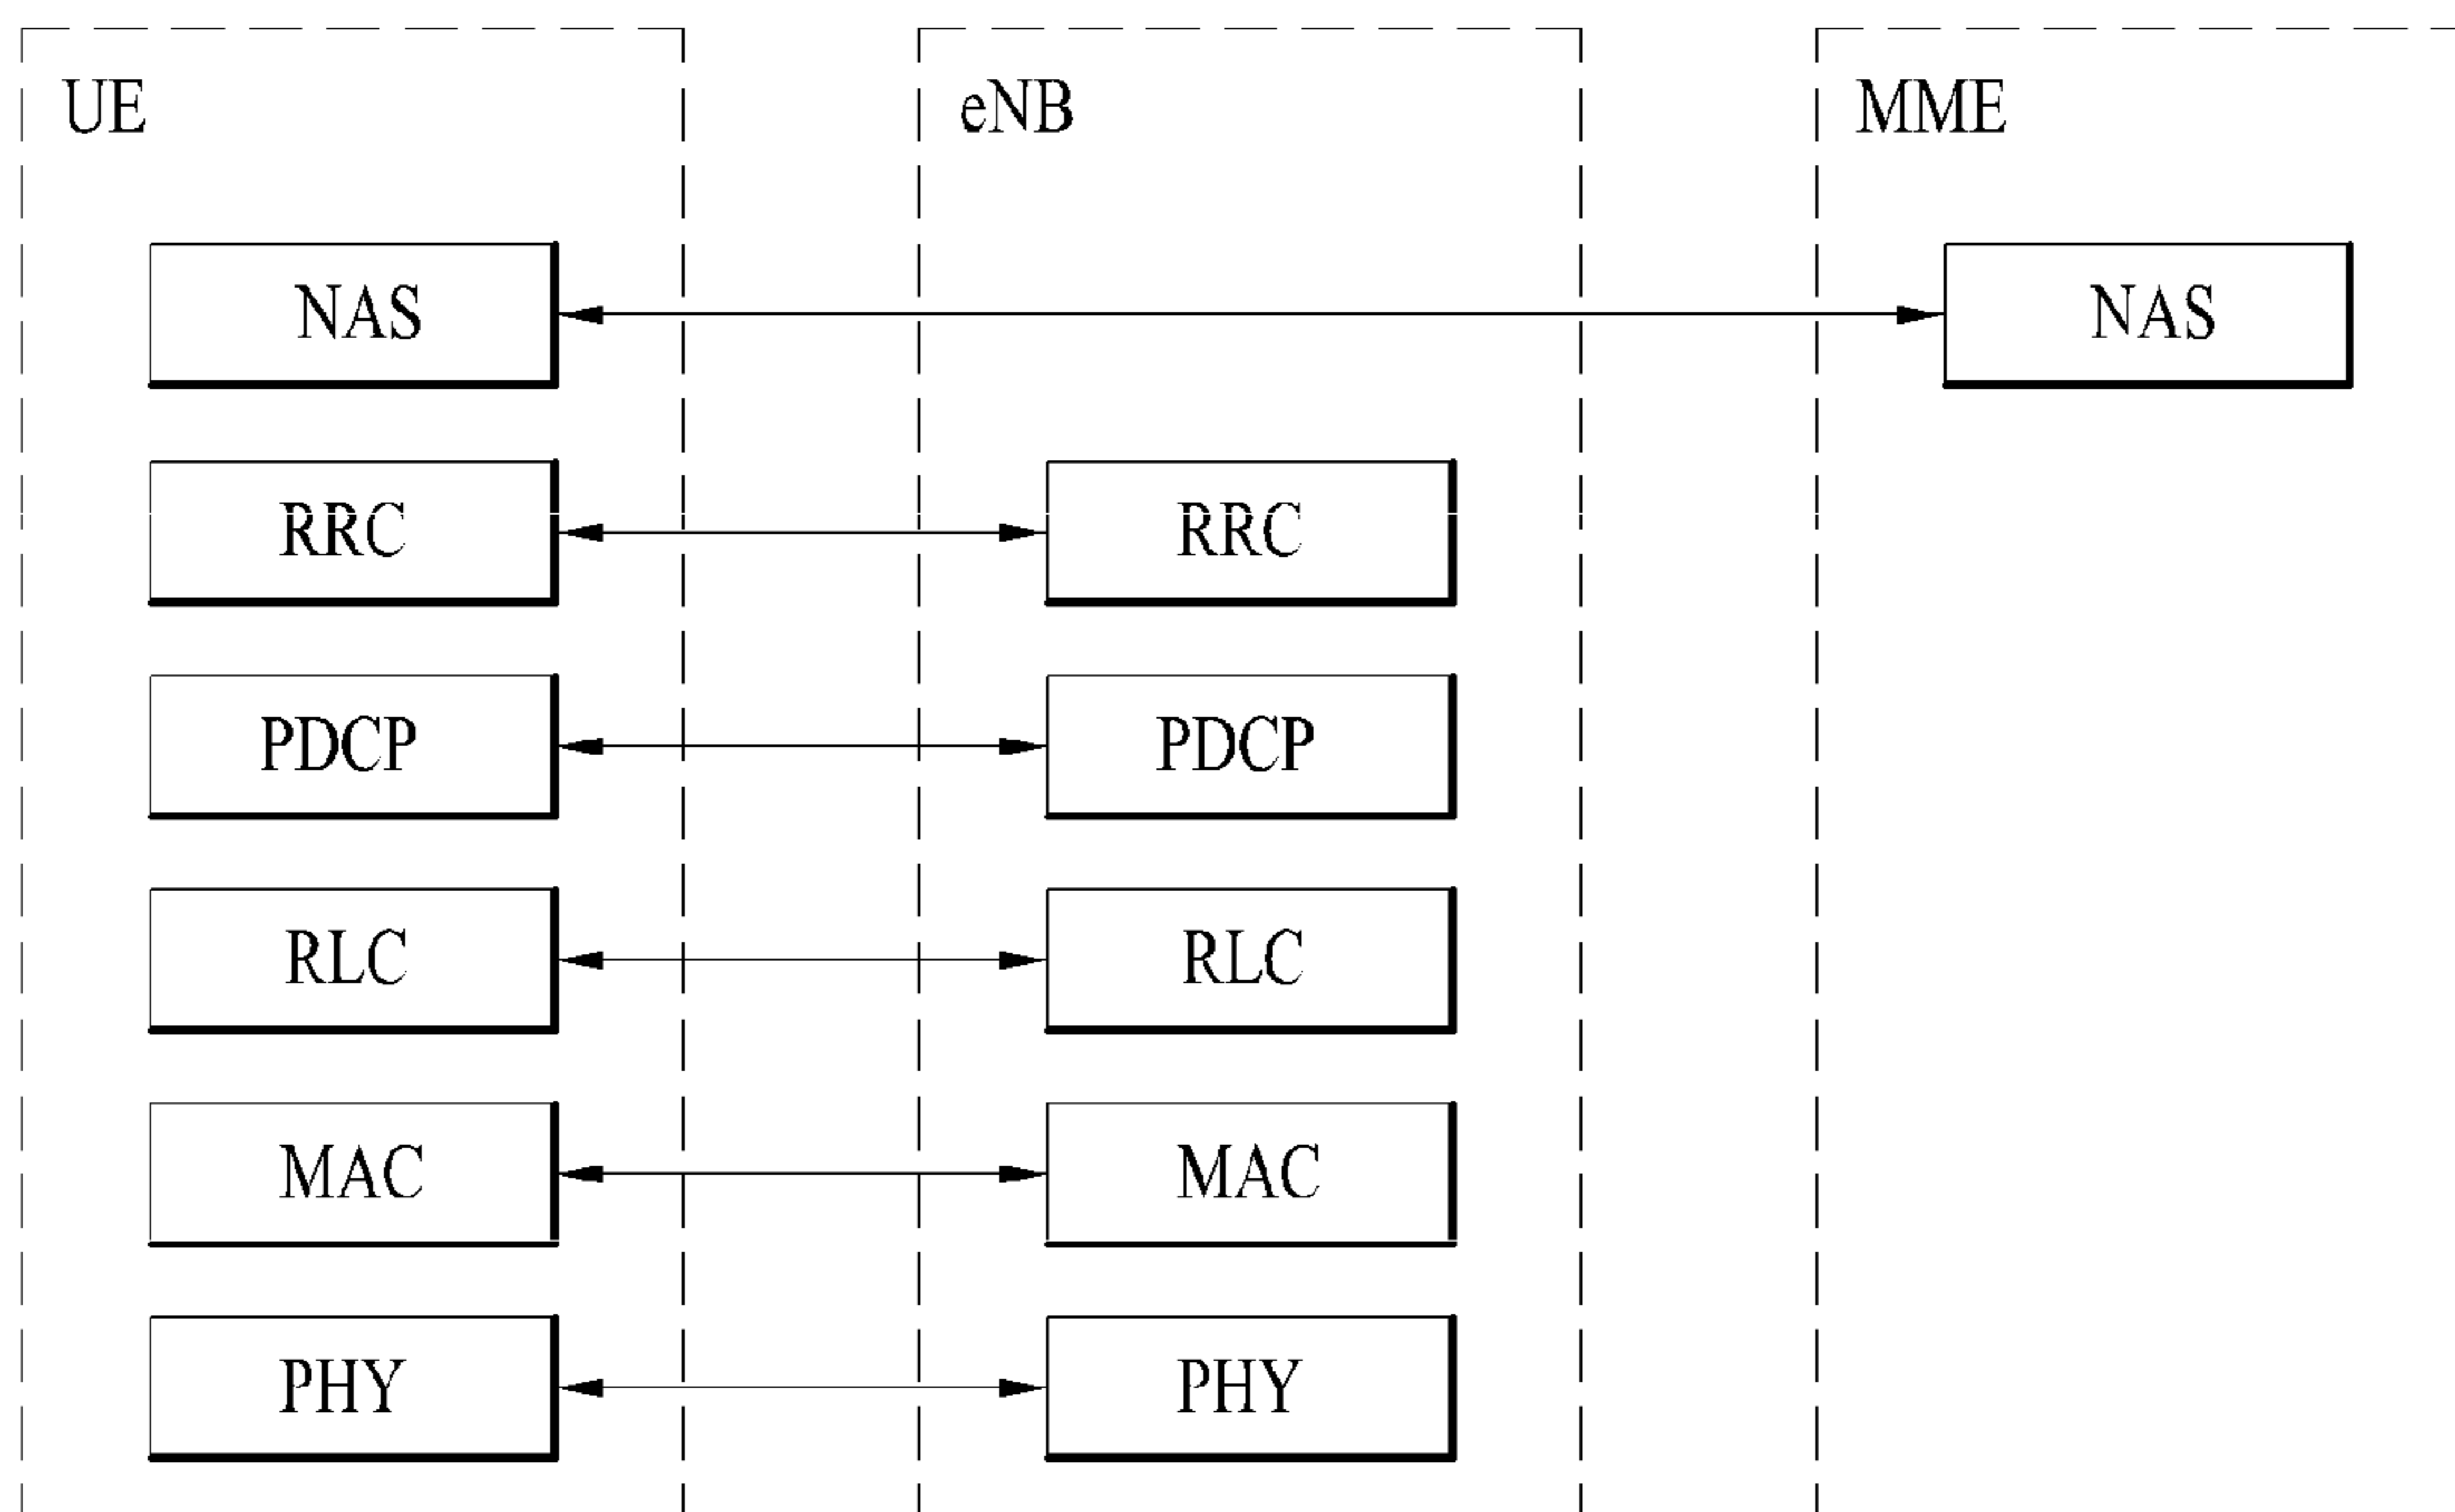 UE eNB MME
NAS NAS
RRC RRC
PDCP PDCP
RLC RLC
MAC MAC
PHY PHY